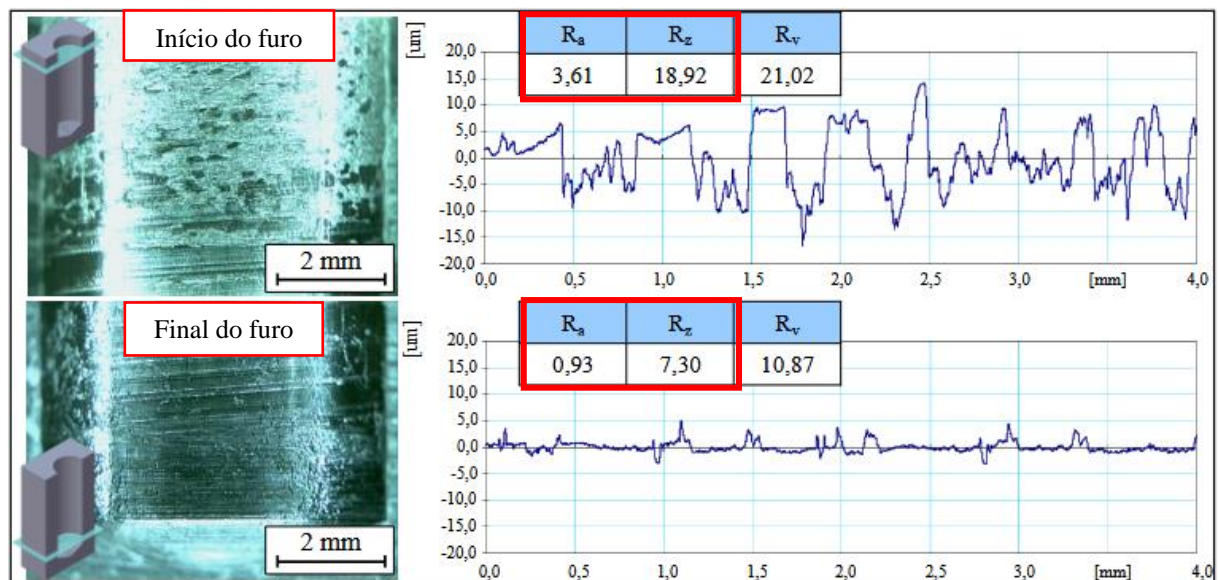 Início do furo
2 mm
[um]
Ra Rz Rv
3,61 18,92 21,02
20,0
15,0
10,0
5,0
0,0
-5,0
-10,0
-15,0
-20,0
0,0 0,5 1,0 1,5 2,0 2,5 3,0 [mm] 4,0
Final do furo
2 mm
[um]
Ra Rz Rv
0,93 7,30 10,87
20,0
15,0
10,0
5,0
0,0
-5,0
-10,0
-15,0
-20,0
0,0 0,5 1,0 1,5 2,0 2,5 3,0 [mm] 4,0